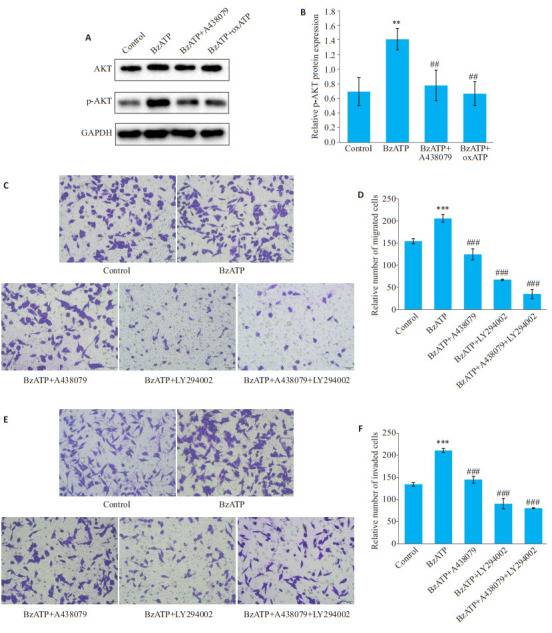 A
Control
BzATP
BzATP+A438079
BzATP+oxATP
AKT
p-AKT
GAPDH
B
Relative p-AKT protein expression
1.8
1.6
1.4
1.2
1.0
0.8
0.6
0.4
0.2
0.0
**
##
##
Control
BzATP
BzATP+
A438079
BzATP+
oxATP
C
Control
BzATP
BzATP+A438079
BzATP+LY294002
BzATP+A438079+LY294002
D
Relative number of migrated cells
250
200
150
100
50
0
***
###
###
###
Control
BzATP
BzATP+A438079
BzATP+LY294002
BzATP+A438079+LY294002
E
Control
BzATP
BzATP+A438079
BzATP+LY294002
BzATP+A438079+LY294002
F
Relative number of invaded cells
250
200
150
100
50
0
***
###
###
###
Control
BzATP
BzATP+A438079
BzATP+LY294002
BzATP+A438079+LY294002